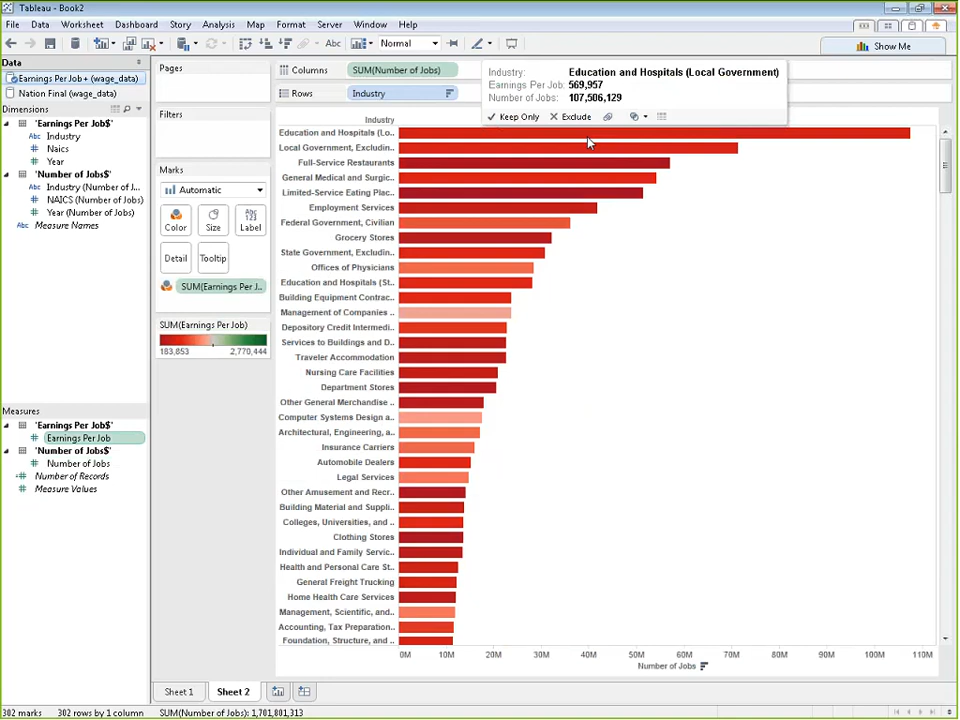 Tableau - Book2
File Data Worksheet Dashboard Story Analysis Map Format Server Window Help
Abc Normal
Show Me
Data
Earnings Per Job+ (wage_data)
Nation Final (wage_data)
Dimensions
'Earnings Per Job$'
Abc Industry
Naics
Year
'Number of Jobs$'
Abc Industry (Number of J...
NAICS (Number of Jobs)
Year (Number of Jobs)
Abc Measure Names
Measures
'Earnings Per Job$'
Earnings Per Job
'Number of Jobs$'
Number of Jobs
Number of Records
Measure Values
Pages
Filters
Marks
Automatic
Color Size Abc Label
Detail Tooltip
SUM(Earnings Per J..
SUM(Earnings Per Job)
183,853 2,770,444
Columns SUM(Number of Jobs)
Rows Industry
Industry: Education and Hospitals (Local Government)
Earnings Per Job: 569,957
Number of Jobs: 107,506,129
Keep Only Exclude
Industry
Education and Hospitals (Lo..
Local Government, Excludin..
Full-Service Restaurants
General Medical and Surgic..
Limited-Service Eating Plac..
Employment Services
Federal Government, Civilian
Grocery Stores
State Government, Excludin..
Offices of Physicians
Education and Hospitals (St..
Building Equipment Contrac..
Management of Companies ..
Depository Credit Intermedi..
Services to Buildings and D..
Traveler Accommodation
Nursing Care Facilities
Department Stores
Other General Merchandise ..
Computer Systems Design a..
Architectural, Engineering, a..
Insurance Carriers
Automobile Dealers
Legal Services
Other Amusement and Recr..
Building Material and Suppli..
Colleges, Universities, and ..
Clothing Stores
Individual and Family Servic..
Health and Personal Care St..
General Freight Trucking
Home Health Care Services
Management, Scientific, and..
Accounting, Tax Preparation..
Foundation, Structure, and ..
0M 10M 20M 30M 40M 50M 60M 70M 80M 90M 100M 110M
Number of Jobs
Sheet 1 Sheet 2
302 marks 302 rows by 1 column SUM(Number of Jobs): 1,701,801,313